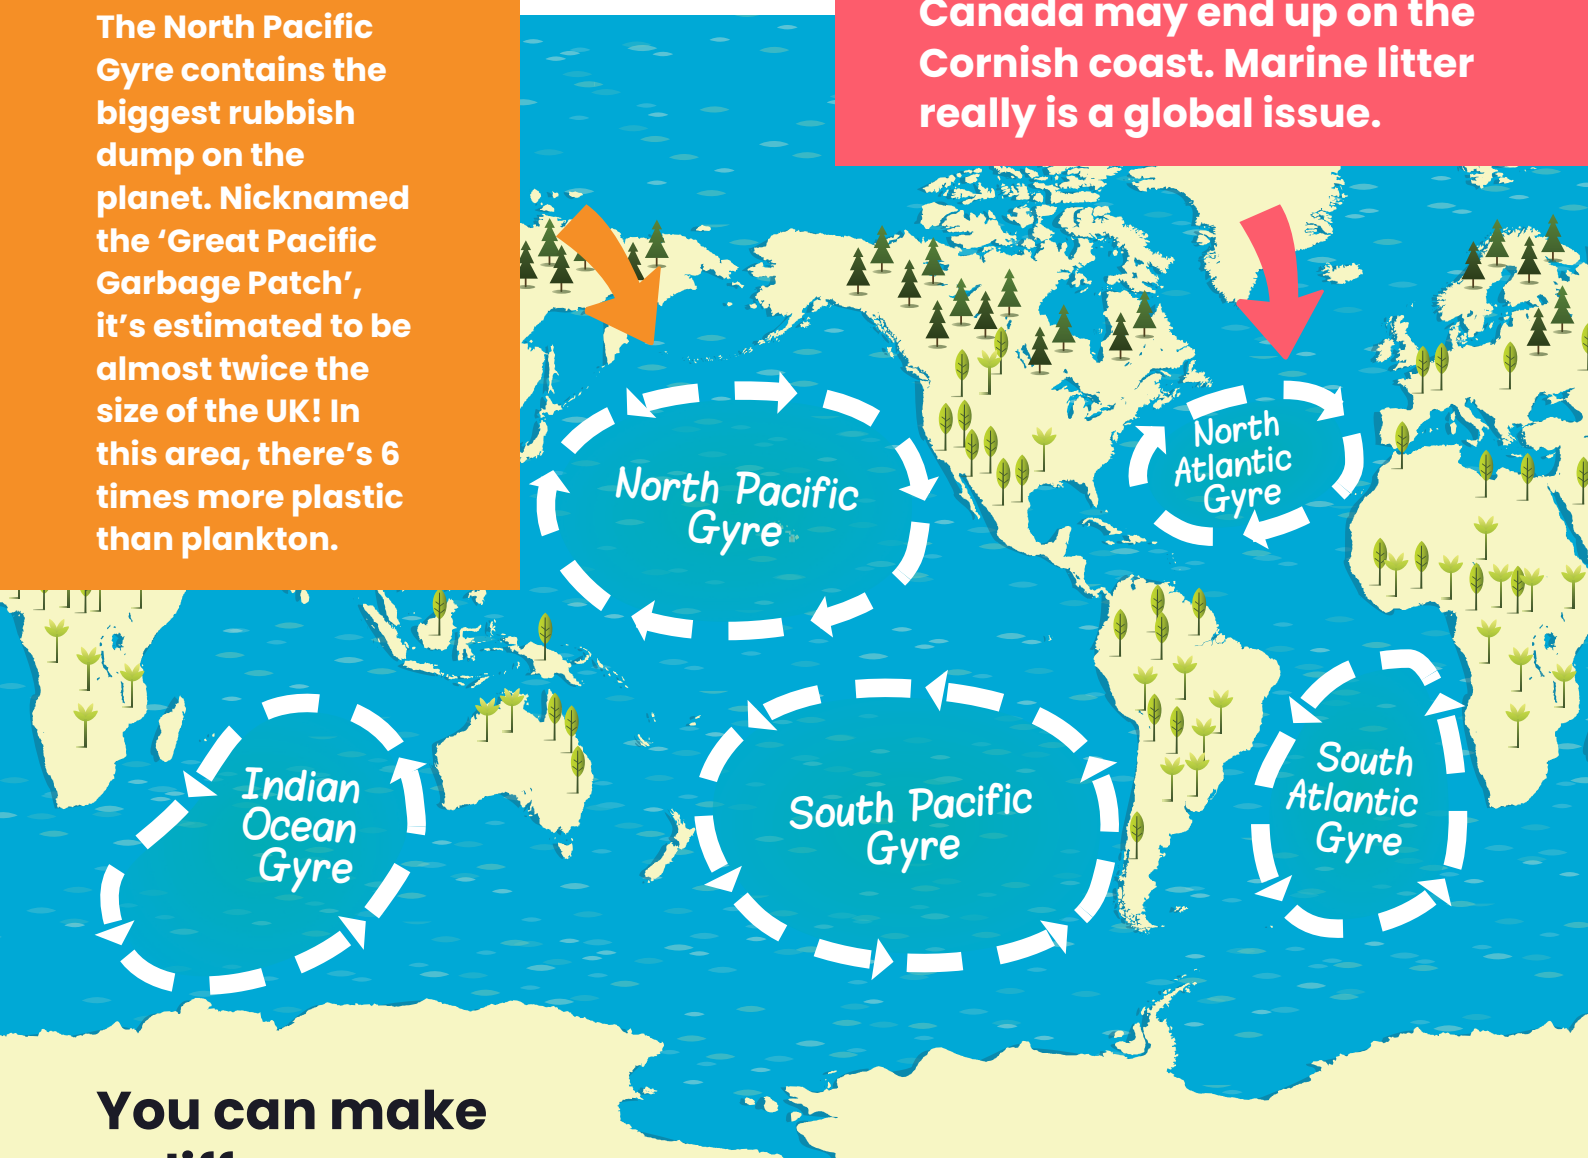 The North Pacific
Gyre contains the
biggest rubbish
dump on the
planet. Nicknamed
the ‘Great Pacific
Garbage Patch’,
it’s estimated to be
almost twice the
size of the UK! In
this area, there’s 6
times more plastic
than plankton.
Canada may end up on the
Cornish coast. Marine litter
really is a global issue.
North Pacific
Gyre
North
Atlantic
Gyre
Indian
Ocean
Gyre
South Pacific
Gyre
South
Atlantic
Gyre
You can make